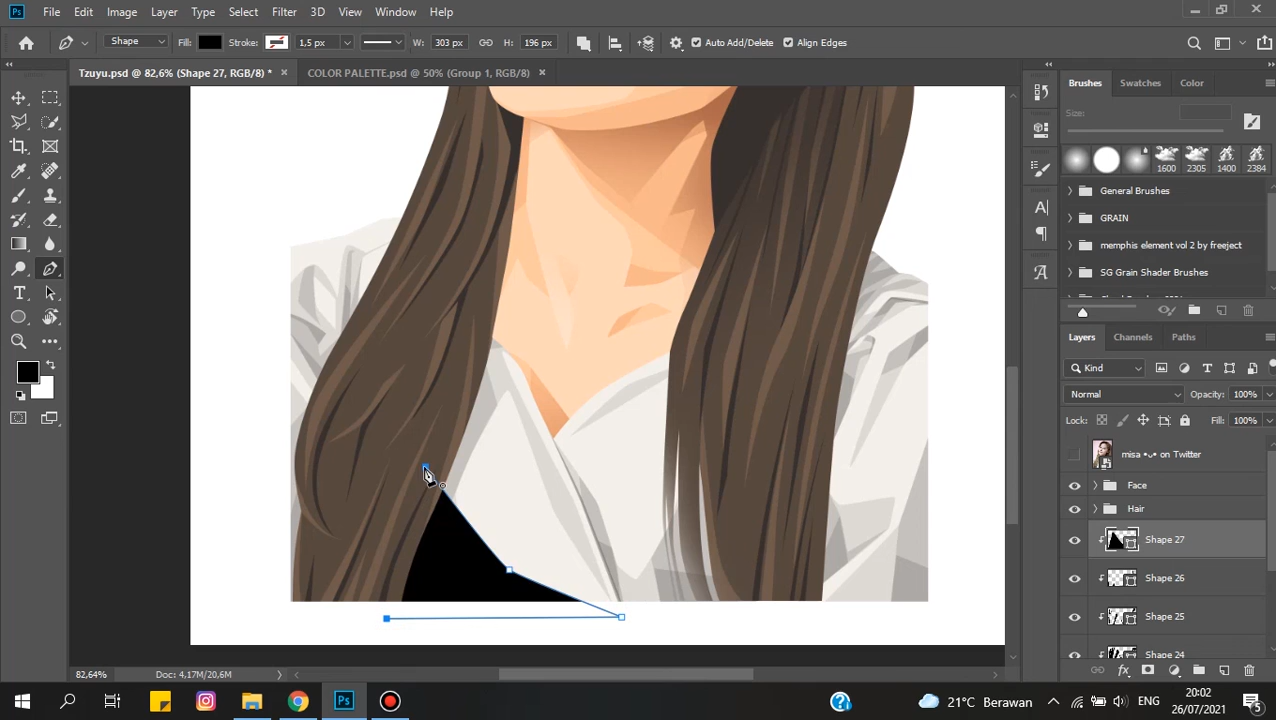 Ps File Edit Image Layer Type Select Filter 3D View Window Help
Shape Fill: Stroke: 1,5 px W: 303 px H: 196 px Auto Add/Delete Align Edges
Tzuyu.psd @ 82,6% (Shape 27, RGB/8) * × COLOR PALETTE.psd @ 50% (Group 1, RGB/8) ×
Brushes Swatches Color
Size:
1600 2305 1400 2384
General Brushes
GRAIN
memphis element vol 2 by freeject
SG Grain Shader Brushes
Layers Channels Paths
Kind
Normal Opacity: 100%
Lock: Fill: 100%
misa •ᴗ• on Twitter
Face
Hair
Shape 27
Shape 26
Shape 25
Shape 24
82,64% Doc: 4,17M/20,6M
Ps 21°C Berawan ENG 20:02
26/07/2021 5